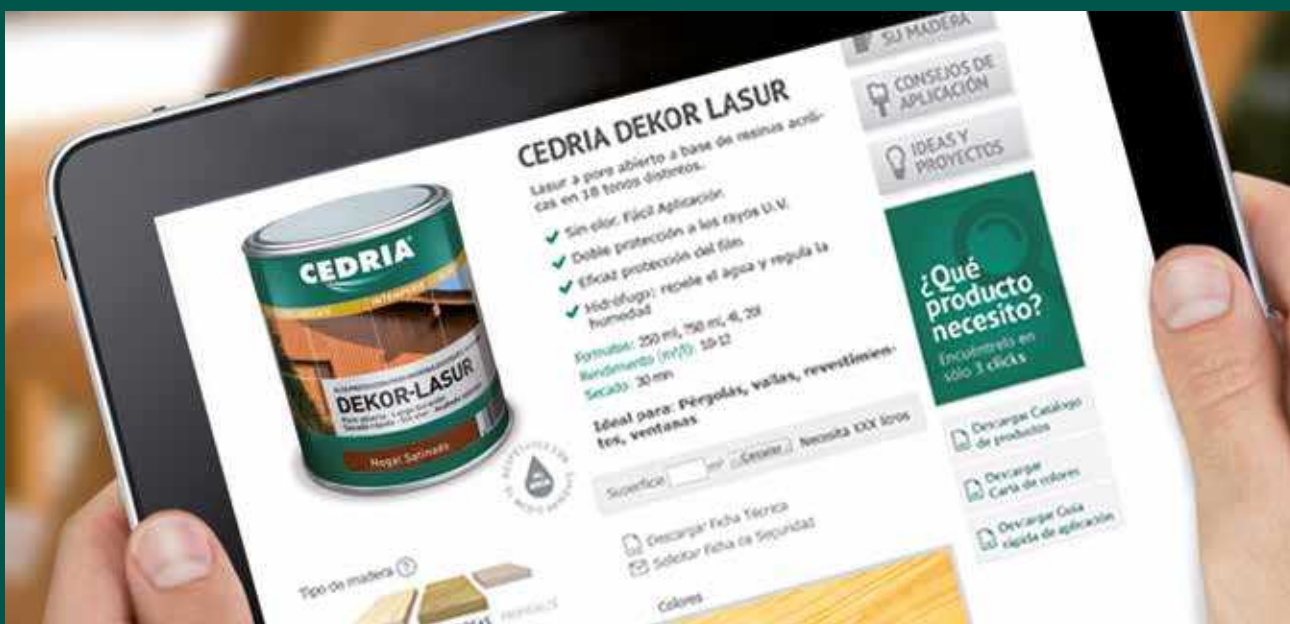 CEDRIA DEKOR LASUR
Lasur a poro abierto a base de resinas acríli-
cas en 18 tonos distintos.
Sin olor. Fácil Aplicación
Doble protección a los rayos U.V.
Eficaz protección del film
Hidrófugo: repele el agua y regula la
humedad
Formatos: 250 ml, 750 ml, 4l, 20l
Rendimiento (m²/l): 10-12
Secado: 30 min
Ideal para: Pérgolas, vallas, revestimien-
tos, ventanas
Superficie m² Calcular Necesita XXX litros
Descargar Ficha Técnica
Solicitar Ficha de Seguridad
Colores
CEDRIA
DEKOR-LASUR
Nogal Satinado
Tipo de madera ?
SU MADERA
CONSEJOS DE
APLICACIÓN
IDEAS Y
PROYECTOS
¿Qué
producto
necesito?
Encuéntrelo en
sólo 3 clicks
Descargar Catálogo
de productos
Descargar
Carta de colores
Descargar Guía
rápida de aplicación